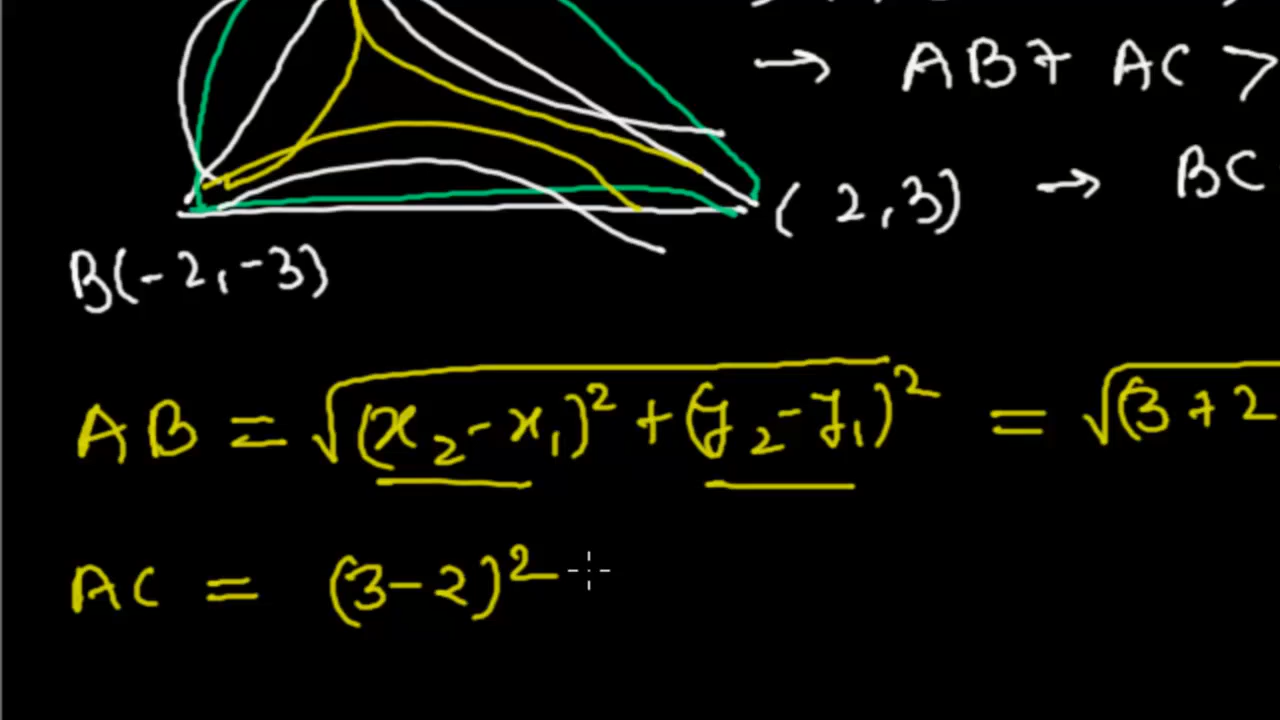 → AB + AC >
(2,3) → BC
B(-2,-3)
AB = √(x₂-x₁)² + (y₂-y₁)² = √(3+2
AC = (3-2)²